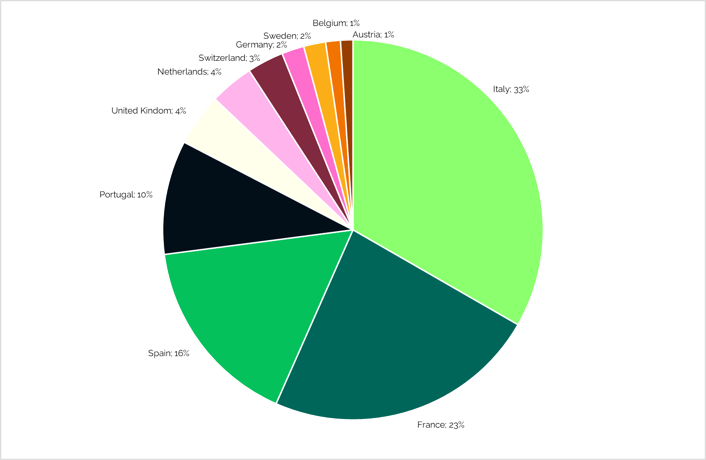 Belgium; 1%
Austria; 1%
Sweden; 2%
Germany; 2%
Switzerland; 3%
Netherlands; 4%
Italy; 33%
United Kindom; 4%
Portugal; 10%
Spain; 16%
France; 23%